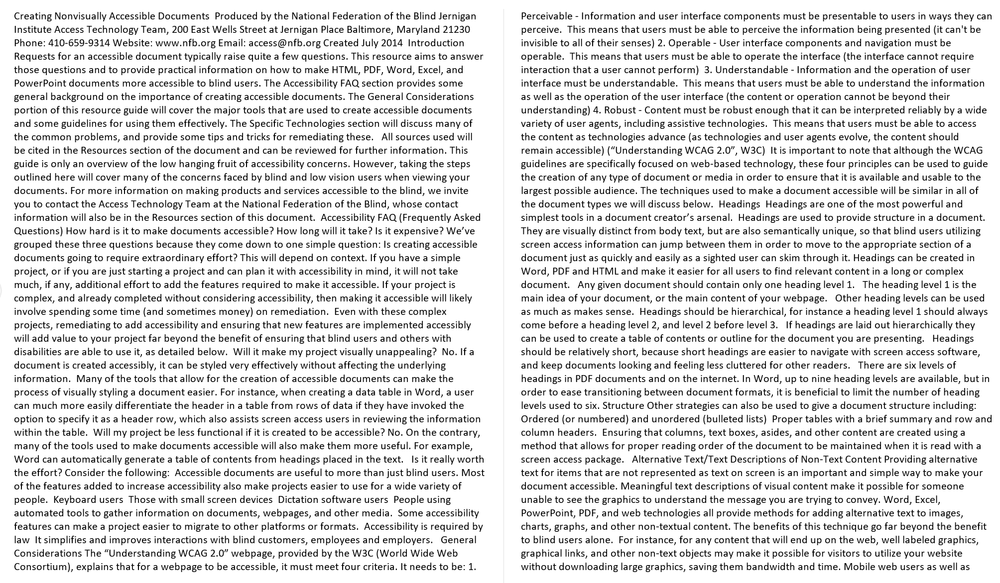 Creating Nonvisually Accessible Documents  Produced by the National Federation of the Blind Jernigan
Institute Access Technology Team, 200 East Wells Street at Jernigan Place Baltimore, Maryland 21230
Phone: 410-659-9314 Website: www.nfb.org Email: access@nfb.org Created July 2014  Introduction
Requests for an accessible document typically raise quite a few questions. This resource aims to answer
those questions and to provide practical information on how to make HTML, PDF, Word, Excel, and
PowerPoint documents more accessible to blind users. The Accessibility FAQ section provides some
general background on the importance of creating accessible documents. The General Considerations
portion of this resource guide will cover the major tools that are used to create accessible documents
and some guidelines for using them effectively. The Specific Technologies section will discuss many of
the common problems, and provide some tips and tricks for remediating these.   All sources used will
be cited in the Resources section of the document and can be reviewed for further information. This
guide is only an overview of the low hanging fruit of accessibility concerns. However, taking the steps
outlined here will cover many of the concerns faced by blind and low vision users when viewing your
documents. For more information on making products and services accessible to the blind, we invite
you to contact the Access Technology Team at the National Federation of the Blind, whose contact
information will also be in the Resources section of this document.  Accessibility FAQ (Frequently Asked
Questions) How hard is it to make documents accessible? How long will it take? Is it expensive? We’ve
grouped these three questions because they come down to one simple question: Is creating accessible
documents going to require extraordinary effort? This will depend on context. If you have a simple
project, or if you are just starting a project and can plan it with accessibility in mind, it will not take
much, if any, additional effort to add the features required to make it accessible. If your project is
complex, and already completed without considering accessibility, then making it accessible will likely
involve spending some time (and sometimes money) on remediation.  Even with these complex
projects, remediating to add accessibility and ensuring that new features are implemented accessibly
will add value to your project far beyond the benefit of ensuring that blind users and others with
disabilities are able to use it, as detailed below.  Will it make my project visually unappealing?  No. If a
document is created accessibly, it can be styled very effectively without affecting the underlying
information.  Many of the tools that allow for the creation of accessible documents can make the
process of visually styling a document easier. For instance, when creating a data table in Word, a user
can much more easily differentiate the header in a table from rows of data if they have invoked the
option to specify it as a header row, which also assists screen access users in reviewing the information
within the table.  Will my project be less functional if it is created to be accessible? No. On the contrary,
many of the tools used to make documents accessible will also make them more useful. For example,
Word can automatically generate a table of contents from headings placed in the text.   Is it really worth
the effort? Consider the following:  Accessible documents are useful to more than just blind users. Most
of the features added to increase accessibility also make projects easier to use for a wide variety of
people.  Keyboard users  Those with small screen devices  Dictation software users  People using
automated tools to gather information on documents, webpages, and other media.  Some accessibility
features can make a project easier to migrate to other platforms or formats.  Accessibility is required by
law  It simplifies and improves interactions with blind customers, employees and employers.   General
Considerations The “Understanding WCAG 2.0” webpage, provided by the W3C (World Wide Web
Consortium), explains that for a webpage to be accessible, it must meet four criteria. It needs to be: 1.
Perceivable - Information and user interface components must be presentable to users in ways they can
perceive.  This means that users must be able to perceive the information being presented (it can't be
invisible to all of their senses) 2. Operable - User interface components and navigation must be
operable.  This means that users must be able to operate the interface (the interface cannot require
interaction that a user cannot perform)  3. Understandable - Information and the operation of user
interface must be understandable.  This means that users must be able to understand the information
as well as the operation of the user interface (the content or operation cannot be beyond their
understanding) 4. Robust - Content must be robust enough that it can be interpreted reliably by a wide
variety of user agents, including assistive technologies.  This means that users must be able to access
the content as technologies advance (as technologies and user agents evolve, the content should
remain accessible) (“Understanding WCAG 2.0”, W3C)  It is important to note that although the WCAG
guidelines are specifically focused on web-based technology, these four principles can be used to guide
the creation of any type of document or media in order to ensure that it is available and usable to the
largest possible audience. The techniques used to make a document accessible will be similar in all of
the document types we will discuss below.  Headings  Headings are one of the most powerful and
simplest tools in a document creator’s arsenal.  Headings are used to provide structure in a document.
They are visually distinct from body text, but are also semantically unique, so that blind users utilizing
screen access information can jump between them in order to move to the appropriate section of a
document just as quickly and easily as a sighted user can skim through it. Headings can be created in
Word, PDF and HTML and make it easier for all users to find relevant content in a long or complex
document.   Any given document should contain only one heading level 1.   The heading level 1 is the
main idea of your document, or the main content of your webpage.   Other heading levels can be used
as much as makes sense.  Headings should be hierarchical, for instance a heading level 1 should always
come before a heading level 2, and level 2 before level 3.   If headings are laid out hierarchically they
can be used to create a table of contents or outline for the document you are presenting.   Headings
should be relatively short, because short headings are easier to navigate with screen access software,
and keep documents looking and feeling less cluttered for other readers.   There are six levels of
headings in PDF documents and on the internet. In Word, up to nine heading levels are available, but in
order to ease transitioning between document formats, it is beneficial to limit the number of heading
levels used to six. Structure Other strategies can also be used to give a document structure including:
Ordered (or numbered) and unordered (bulleted lists)  Proper tables with a brief summary and row and
column headers.  Ensuring that columns, text boxes, asides, and other content are created using a
method that allows for proper reading order of the document to be maintained when it is read with a
screen access package.   Alternative Text/Text Descriptions of Non-Text Content Providing alternative
text for items that are not represented as text on screen is an important and simple way to make your
document accessible. Meaningful text descriptions of visual content make it possible for someone
unable to see the graphics to understand the message you are trying to convey. Word, Excel,
PowerPoint, PDF, and web technologies all provide methods for adding alternative text to images,
charts, graphs, and other non-textual content. The benefits of this technique go far beyond the benefit
to blind users alone.  For instance, for any content that will end up on the web, well labeled graphics,
graphical links, and other non-text objects may make it possible for visitors to utilize your website
without downloading large graphics, saving them bandwidth and time. Mobile web users as well as